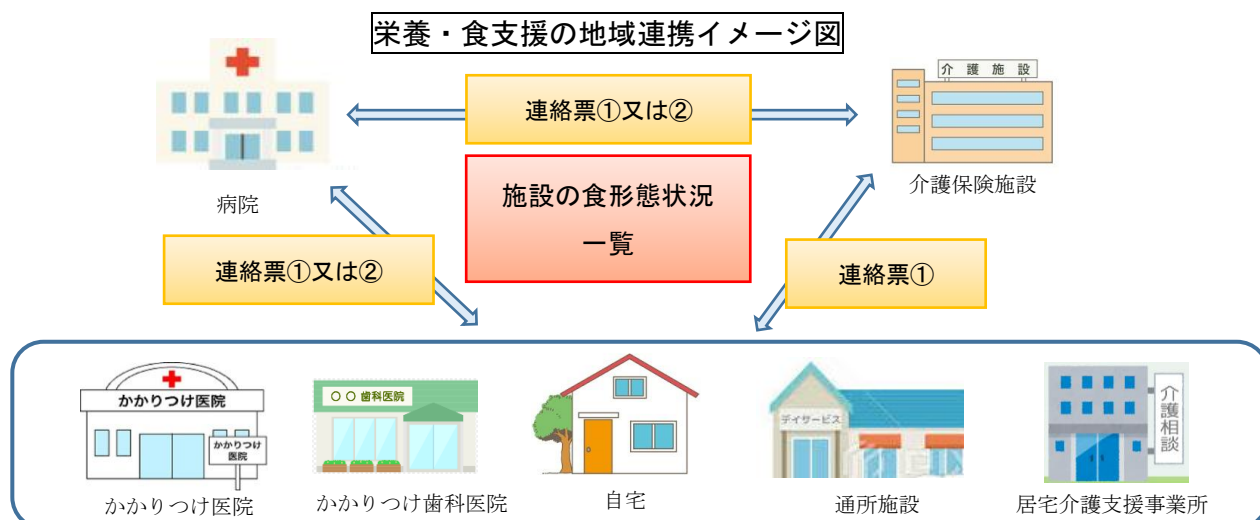 栄養・食支援の地域連携イメージ図
介護施設
連絡票①又は②
病院
介護保険施設
施設の食形態状況
一覧
連絡票①又は②
連絡票①
かかりつけ医院
かかりつけ
医院
〇〇歯科医院
デイサービス
介護相談
かかりつけ医院
かかりつけ歯科医院
自宅
通所施設
居宅介護支援事業所